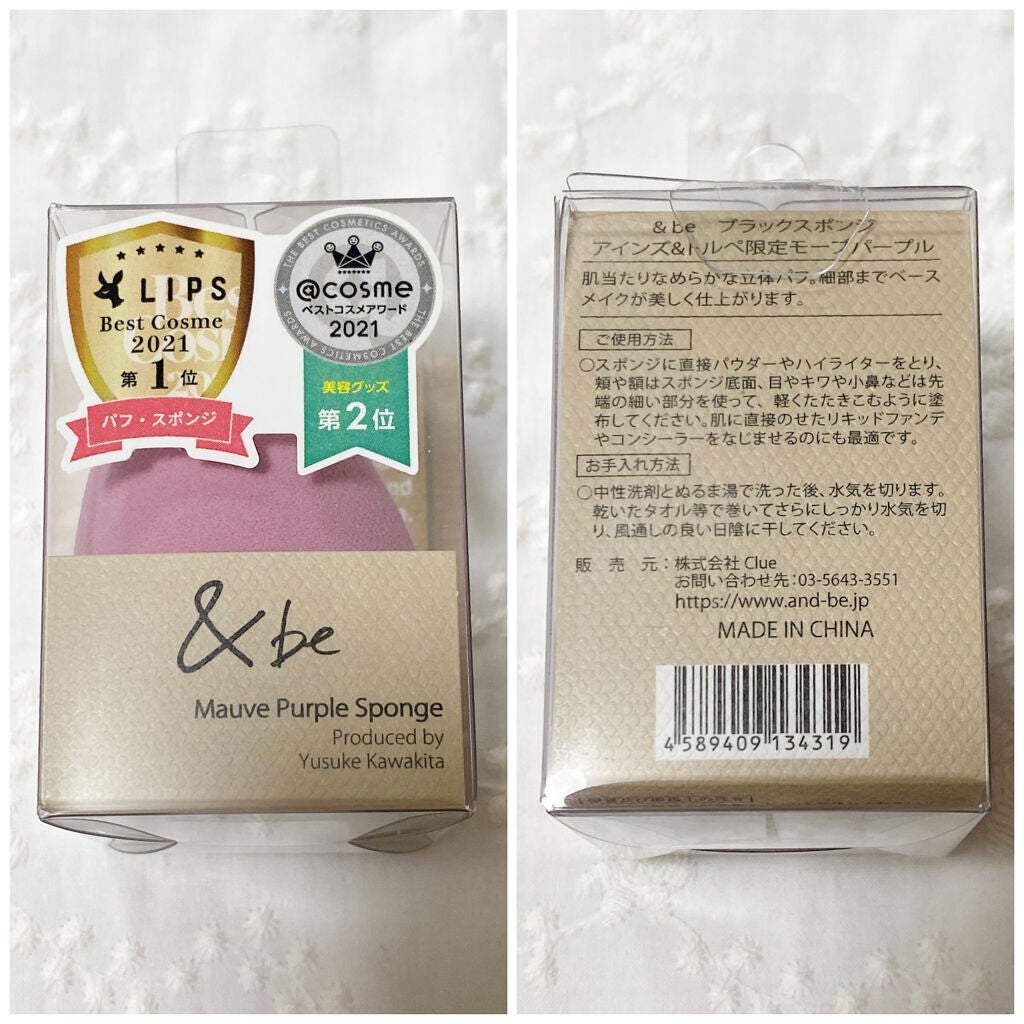 LIPS
Best Cosme
2021
第1位
パフ・スポンジ
THE BEST COSMETICS AWARDS
THE BEST COSMETICS AWARDS
@cosme
ベストコスメアワード
2021
美容グッズ
第2位
&be
Mauve Purple Sponge
Produced by
Yusuke Kawakita
&be ブラックスポンジ
アインズ&トルペ限定モーブパープル
肌当たりなめらかな立体パフ。細部までベース
メイクが美しく仕上がります。
ご使用方法
○スポンジに直接パウダーやハイライターをとり、
頬や額はスポンジ底面、目やキワや小鼻などは先
端の細い部分を使って、軽くたたきこむように塗
布してください。肌に直接のせたリキッドファンデ
やコンシーラーをなじませるのにも最適です。
お手入れ方法
○中性洗剤とぬるま湯で洗った後、水気を切ります。
乾いたタオル等で巻いてさらにしっかり水気を切
り、風通しの良い日陰に干してください。
販売元：株式会社 Clue
お問い合わせ先：03-5643-3551
https://www.and-be.jp
MADE IN CHINA
4 589409 134319